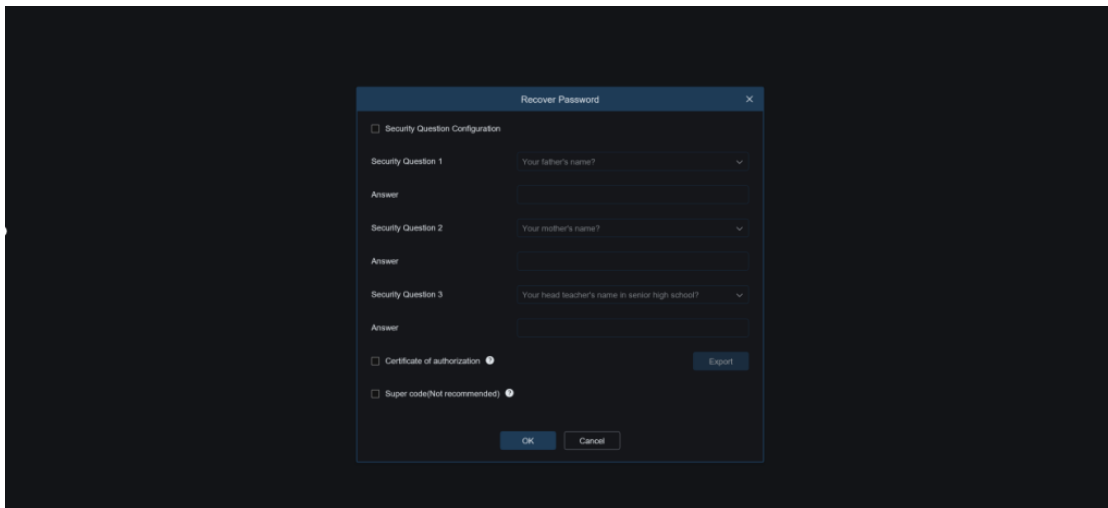 Recover Password
Security Question Configuration
Security Question 1 Your father's name?
Answer
Security Question 2 Your mother's name?
Answer
Security Question 3 Your head teacher's name in senior high school?
Answer
Certificate of authorization ? Export
Super code(Not recommended) ?
OK Cancel